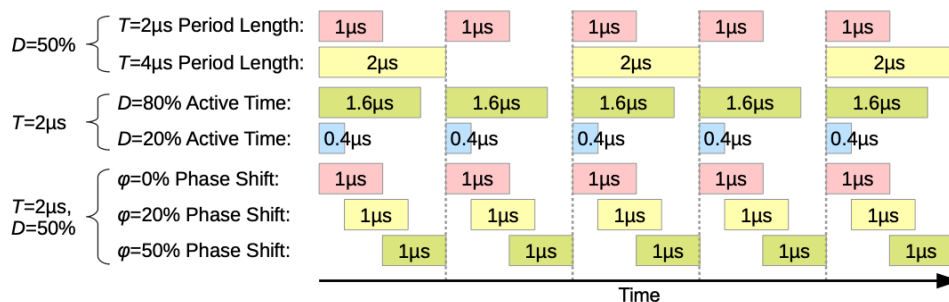 T=2µs Period Length: 1µs 1µs 1µs 1µs 1µs
D=50%
T=4µs Period Length: 2µs 2µs 2µs
D=80% Active Time: 1.6µs 1.6µs 1.6µs 1.6µs 1.6µs
T=2µs
D=20% Active Time: 0.4µs 0.4µs 0.4µs 0.4µs 0.4µs
φ=0% Phase Shift: 1µs 1µs 1µs 1µs 1µs
T=2µs,
D=50%
φ=20% Phase Shift: 1µs 1µs 1µs 1µs 1µs
φ=50% Phase Shift: 1µs 1µs 1µs 1µs 1µs
Time